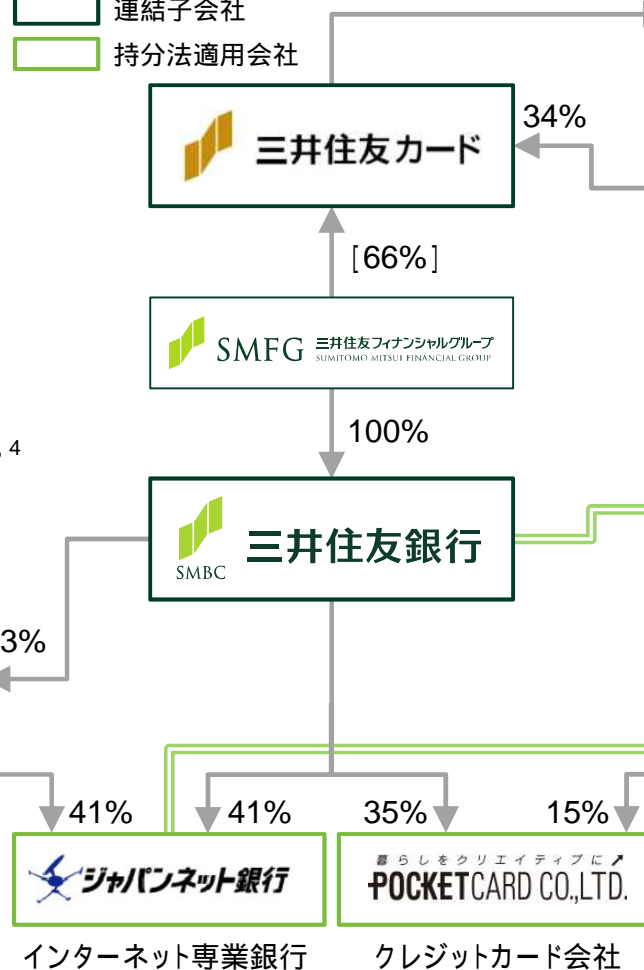 連結子会社
持分法適用会社
34%
三井住友カード
[66%]
SMFG 三井住友フィナンシャルグループ
SUMITOMO MITSUI FINANCIAL GROUP
100%
, 4
三井住友銀行
SMBC
3%
41%
41%
35%
15%
ジャパンネット銀行
暮らしをクリエイティブに
POCKETCARD CO.,LTD.
インターネット専業銀行
クレジットカード会社